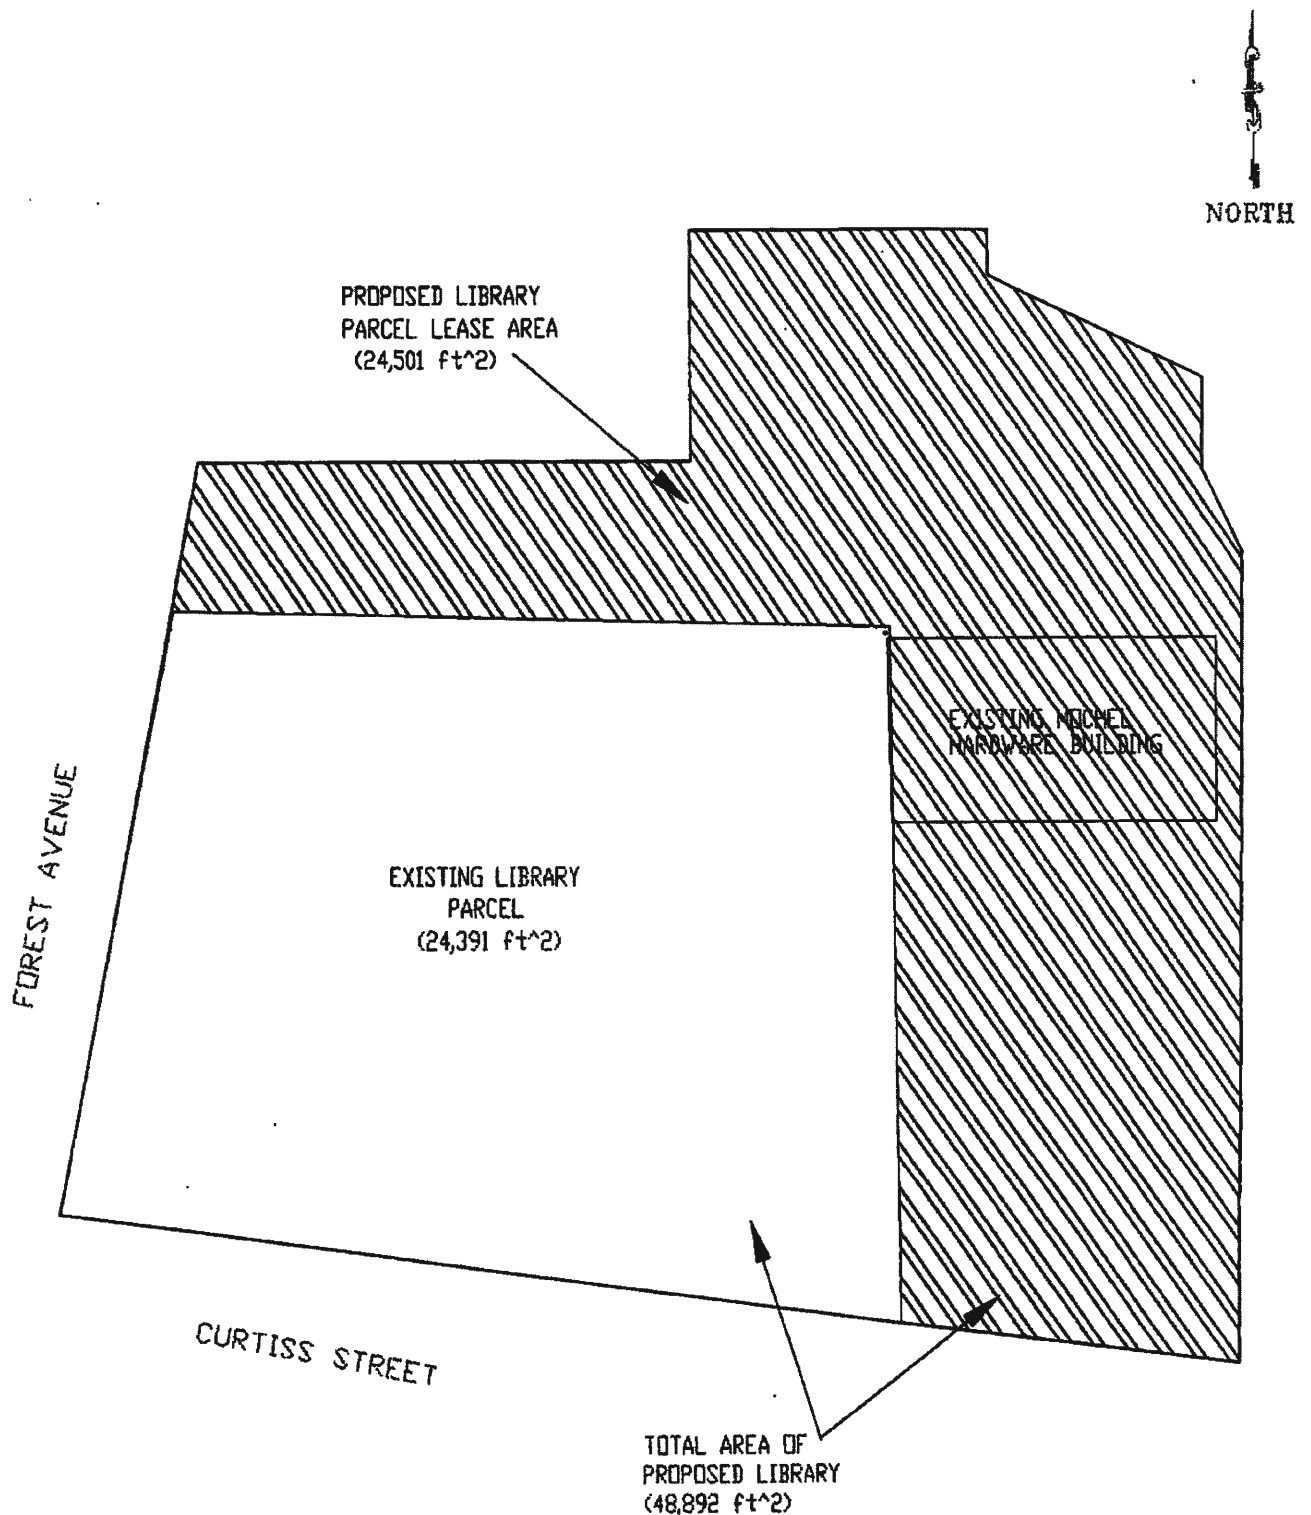 NORTH
PROPOSED LIBRARY
PARCEL LEASE AREA
(24,501 ft^2)
EXISTING MOCHEL
HARDWARE BUILDING
FOREST AVENUE
EXISTING LIBRARY
PARCEL
(24,391 ft^2)
CURTISS STREET
TOTAL AREA OF
PROPOSED LIBRARY
(48,892 ft^2)